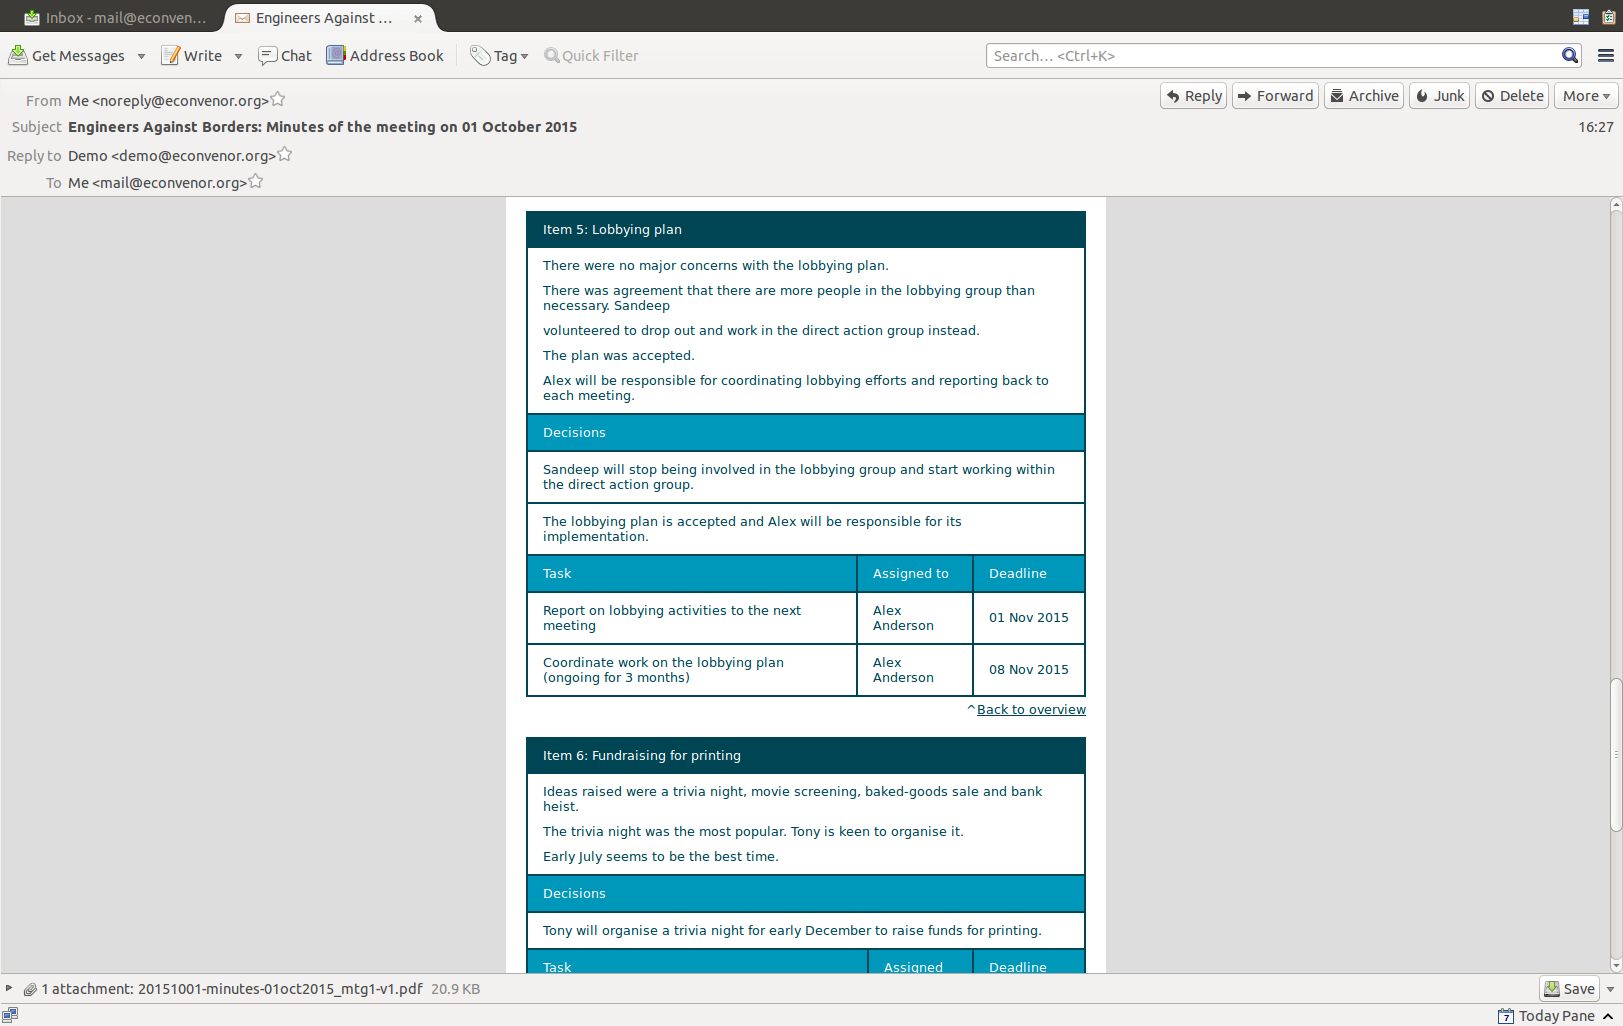 Inbox - mail@econven...
Engineers Against ...
Get Messages
Write
Chat
Address Book
Tag
Quick Filter
Search... <Ctrl+K>
From Me <noreply@econvenor.org>
Reply
Forward
Archive
Junk
Delete
More
Subject Engineers Against Borders: Minutes of the meeting on 01 October 2015
16:27
Reply to Demo <demo@econvenor.org>
To Me <mail@econvenor.org>
Item 5: Lobbying plan
There were no major concerns with the lobbying plan.
There was agreement that there are more people in the lobbying group than
necessary. Sandeep
volunteered to drop out and work in the direct action group instead.
The plan was accepted.
Alex will be responsible for coordinating lobbying efforts and reporting back to
each meeting.
Decisions
Sandeep will stop being involved in the lobbying group and start working within
the direct action group.
The lobbying plan is accepted and Alex will be responsible for its
implementation.
Task
Assigned to
Deadline
Report on lobbying activities to the next
meeting
Alex
Anderson
01 Nov 2015
Coordinate work on the lobbying plan
(ongoing for 3 months)
Alex
Anderson
08 Nov 2015
^Back to overview
Item 6: Fundraising for printing
Ideas raised were a trivia night, movie screening, baked-goods sale and bank
heist.
The trivia night was the most popular. Tony is keen to organise it.
Early July seems to be the best time.
Decisions
Tony will organise a trivia night for early December to raise funds for printing.
Task
Assigned
Deadline
1 attachment: 20151001-minutes-01oct2015_mtg1-v1.pdf 20.9 KB
Save
7
Today Pane